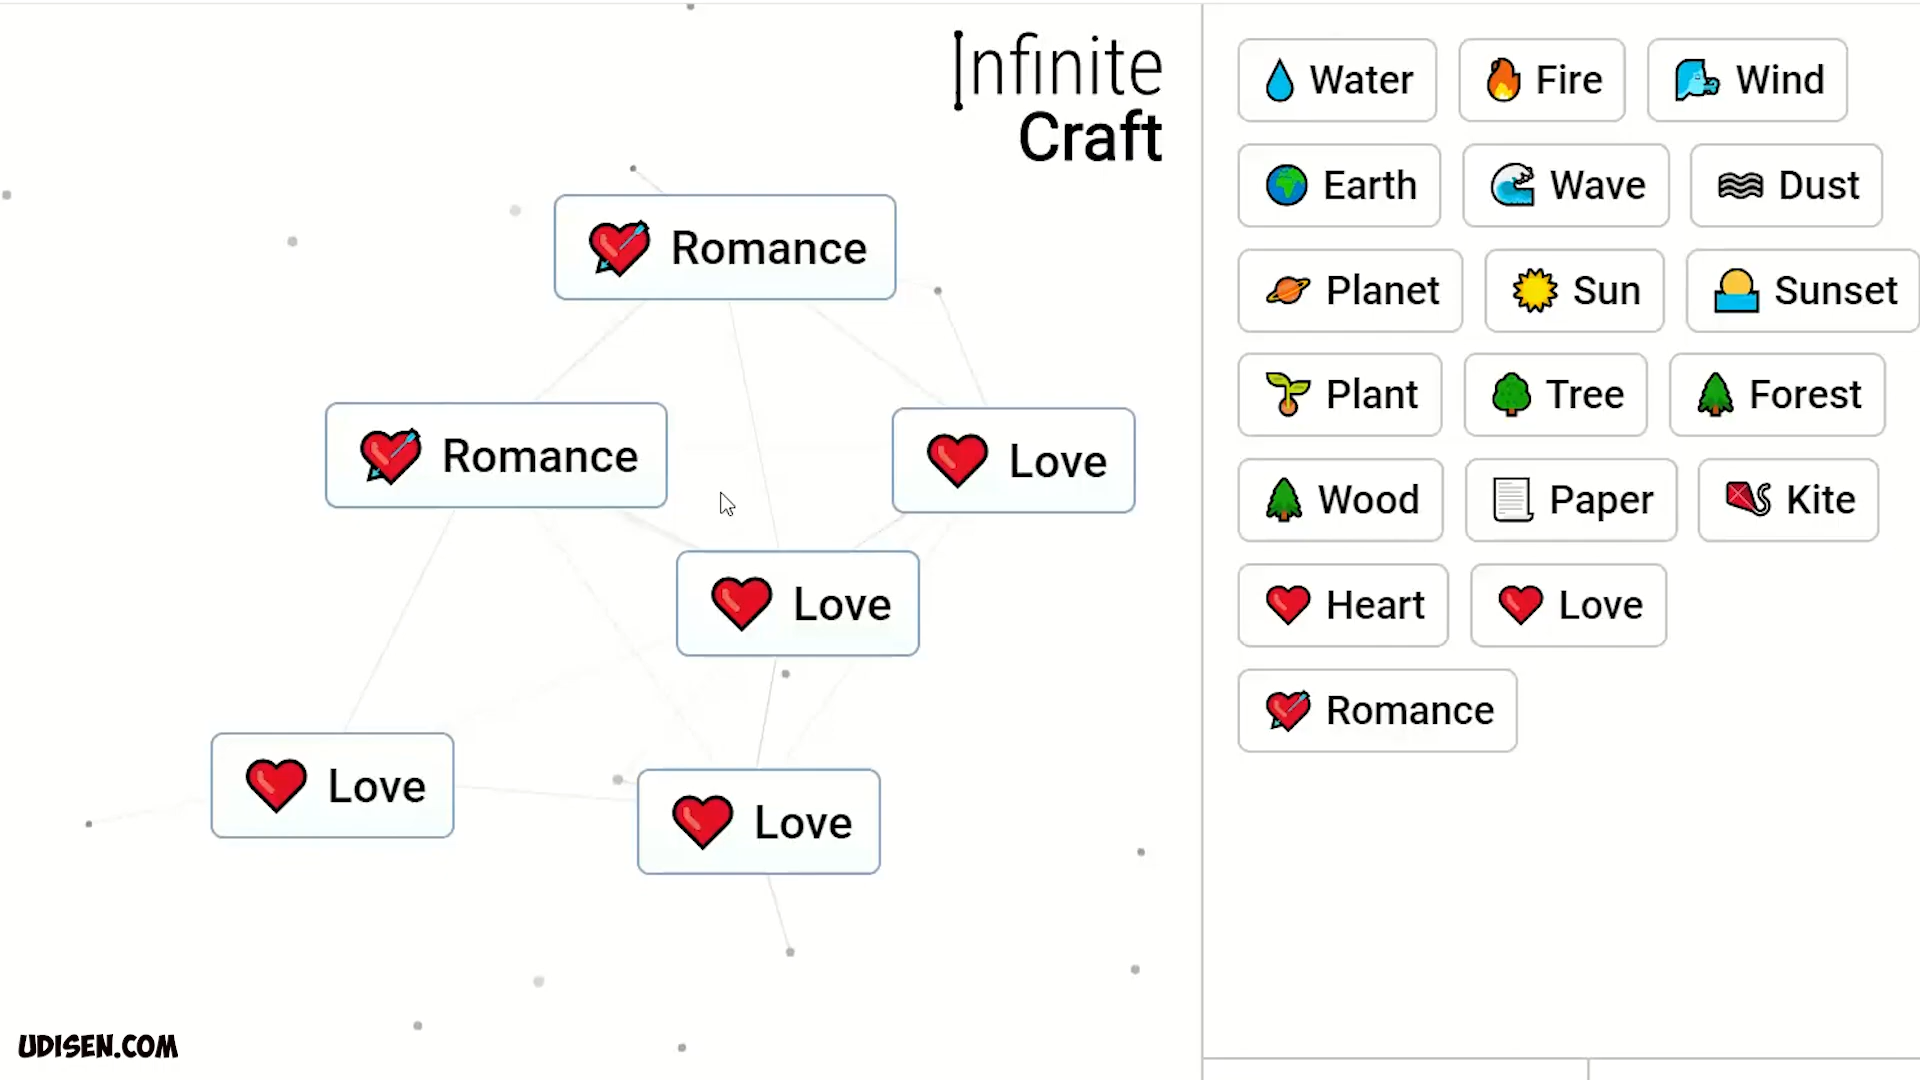 Infinite
Craft
Romance
Romance
Love
Love
Love
Love
UDISEN.COM
Water Fire Wind
Earth Wave Dust
Planet Sun Sunset
Plant Tree Forest
Wood Paper Kite
Heart Love
Romance